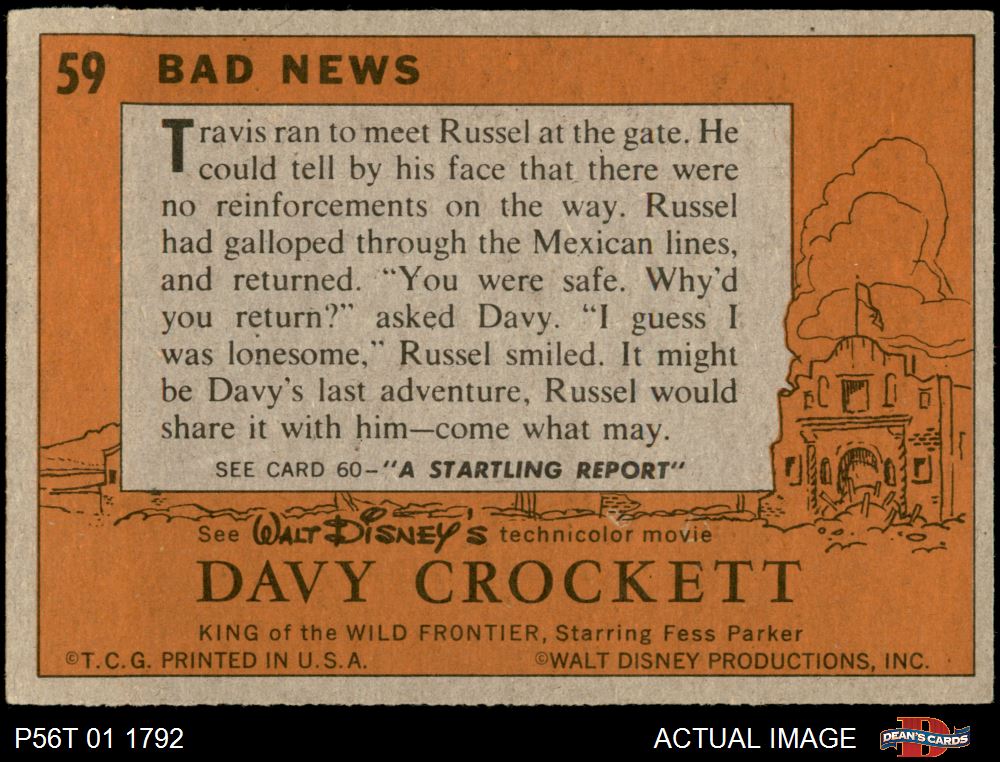 59 BAD NEWS
Travis ran to meet Russel at the gate. He
could tell by his face that there were
no reinforcements on the way. Russel
had galloped through the Mexican lines,
and returned. “You were safe. Why’d
you return?” asked Davy. “I guess I
was lonesome,” Russel smiled. It might
be Davy’s last adventure, Russel would
share it with him—come what may.
SEE CARD 60–"A STARTLING REPORT"
See WALT DISNEY'S technicolor movie
DAVY CROCKETT
KING of the WILD FRONTIER, Starring Fess Parker
©T.C.G. PRINTED IN U.S.A. ©WALT DISNEY PRODUCTIONS, INC.
P56T 01 1792 ACTUAL IMAGE D DEAN'S CARDS